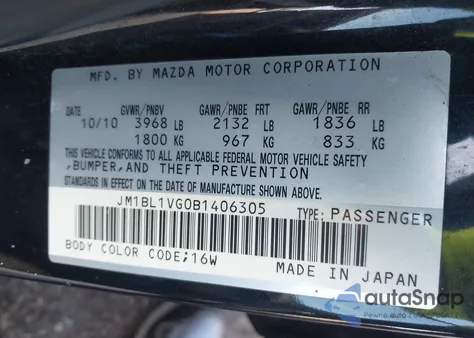 MFD. BY MAZDA MOTOR CORPORATION
DATE GVWR/PNBV GAWR/PNBE FRT GAWR/PNBE RR
10/10 3968 LB 2132 LB 1836 LB
1800 KG 967 KG 833 KG
THIS VEHICLE CONFORMS TO ALL APPLICABLE FEDERAL MOTOR VEHICLE SAFETY
,BUMPER,AND THEFT PREVENTION
STANDARDS IN EFFECT ON THE DATE OF MANUFACTURE SHOWN ABOVE.
JM1BL1VG0B1406305 TYPE: PASSENGER
BODY COLOR CODE;16W
MADE IN JAPAN
autoSnap